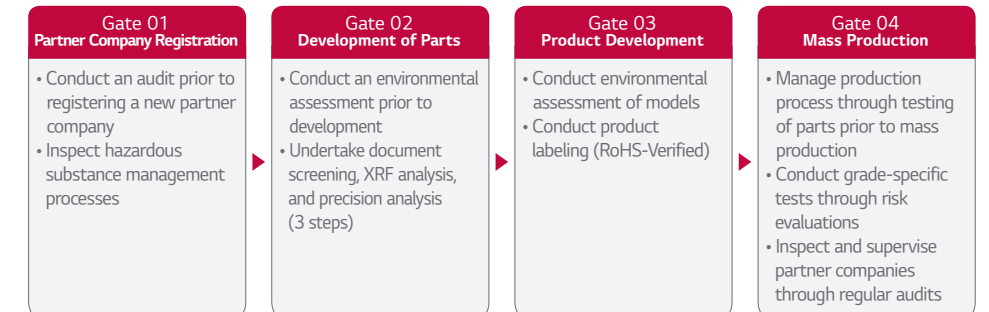 Gate 01
Partner Company Registration
• Conduct an audit prior to
registering a new partner
company
• Inspect hazardous
substance management
processes
Gate 02
Development of Parts
• Conduct an environmental
assessment prior to
development
• Undertake document
screening, XRF analysis,
and precision analysis
(3 steps)
Gate 03
Product Development
• Conduct environmental
assessment of models
• Conduct product
labeling (RoHS-Verified)
Gate 04
Mass Production
• Manage production
process through testing
of parts prior to mass
production
• Conduct grade-specific
tests through risk
evaluations
• Inspect and supervise
partner companies
through regular audits